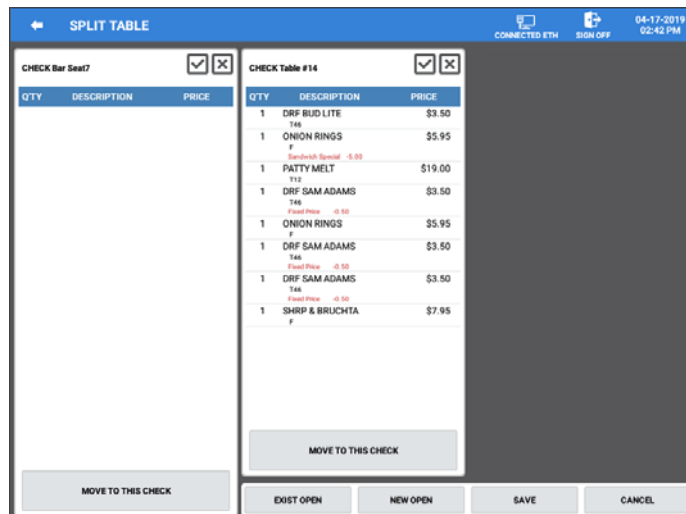 SPLIT TABLE
CONNECTED ETH
SIGN OFF
04-17-2019
02:42 PM
CHECK Bar Seat7
Q'TY DESCRIPTION PRICE
MOVE TO THIS CHECK
CHECK Table #14
Q'TY DESCRIPTION PRICE
1 DRF BUD LITE $3.50
T46
1 ONION RINGS $5.95
F
Sandwich Special -5.00
1 PATTY MELT $19.00
T12
1 DRF SAM ADAMS $3.50
T46
Fixed Price -0.50
1 ONION RINGS $5.95
F
1 DRF SAM ADAMS $3.50
T46
Fixed Price -0.50
1 DRF SAM ADAMS $3.50
T46
Fixed Price -0.50
1 SHRP & BRUCHTA $7.95
F
MOVE TO THIS CHECK
EXIST OPEN
NEW OPEN
SAVE
CANCEL